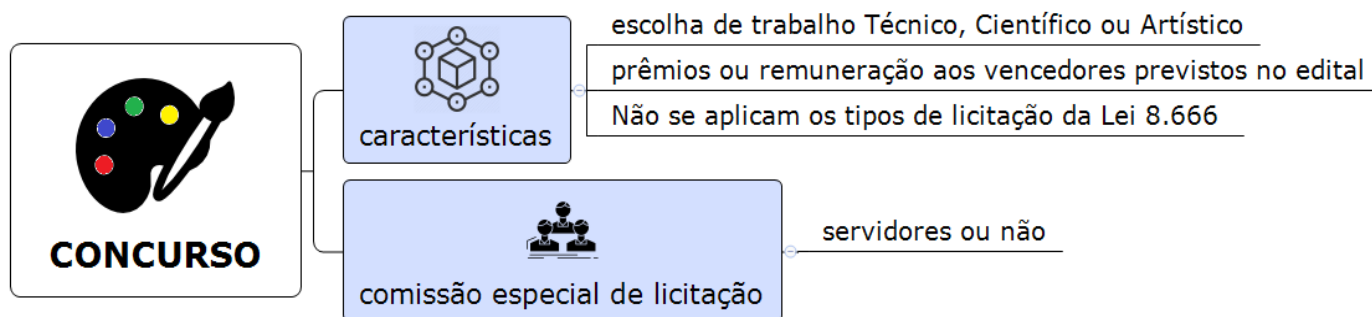 CONCURSO
características
escolha de trabalho Técnico, Científico ou Artístico
prêmios ou remuneração aos vencedores previstos no edital
Não se aplicam os tipos de licitação da Lei 8.666
comissão especial de licitação
servidores ou não